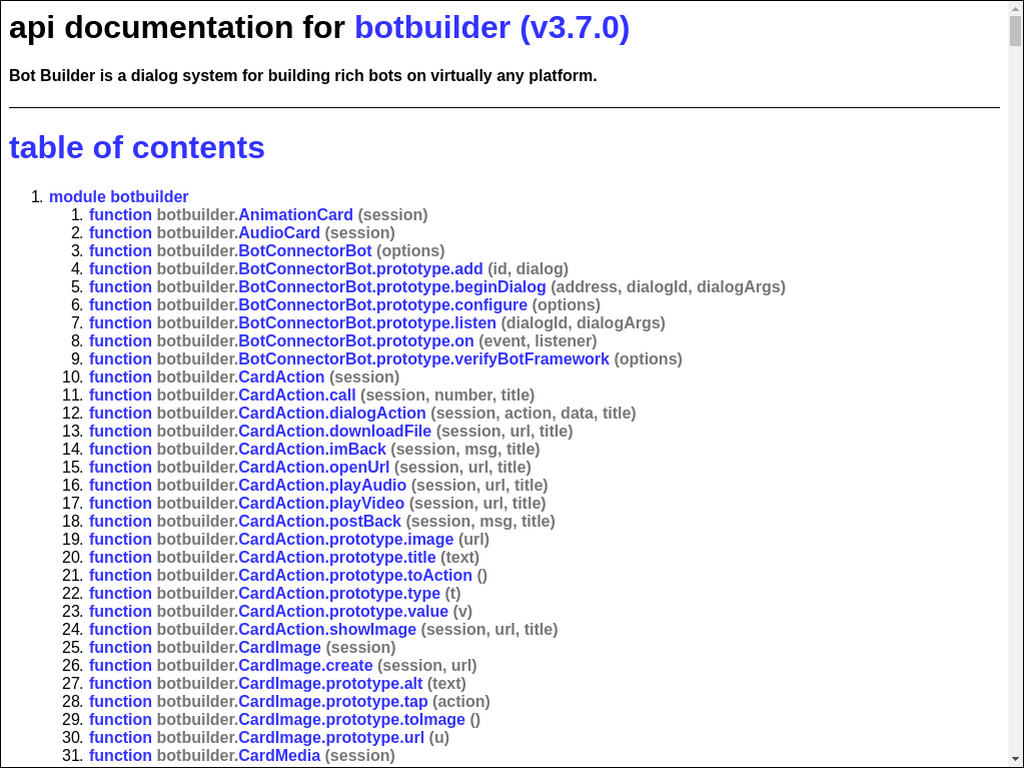 api documentation for botbuilder (v3.7.0)
Bot Builder is a dialog system for building rich bots on virtually any platform.
table of contents
1. module botbuilder
1. function botbuilder.AnimationCard (session)
2. function botbuilder.AudioCard (session)
3. function botbuilder.BotConnectorBot (options)
4. function botbuilder.BotConnectorBot.prototype.add (id, dialog)
5. function botbuilder.BotConnectorBot.prototype.beginDialog (address, dialogId, dialogArgs)
6. function botbuilder.BotConnectorBot.prototype.configure (options)
7. function botbuilder.BotConnectorBot.prototype.listen (dialogId, dialogArgs)
8. function botbuilder.BotConnectorBot.prototype.on (event, listener)
9. function botbuilder.BotConnectorBot.prototype.verifyBotFramework (options)
10. function botbuilder.CardAction (session)
11. function botbuilder.CardAction.call (session, number, title)
12. function botbuilder.CardAction.dialogAction (session, action, data, title)
13. function botbuilder.CardAction.downloadFile (session, url, title)
14. function botbuilder.CardAction.imBack (session, msg, title)
15. function botbuilder.CardAction.openUrl (session, url, title)
16. function botbuilder.CardAction.playAudio (session, url, title)
17. function botbuilder.CardAction.playVideo (session, url, title)
18. function botbuilder.CardAction.postBack (session, msg, title)
19. function botbuilder.CardAction.prototype.image (url)
20. function botbuilder.CardAction.prototype.title (text)
21. function botbuilder.CardAction.prototype.toAction ()
22. function botbuilder.CardAction.prototype.type (t)
23. function botbuilder.CardAction.prototype.value (v)
24. function botbuilder.CardAction.showImage (session, url, title)
25. function botbuilder.CardImage (session)
26. function botbuilder.CardImage.create (session, url)
27. function botbuilder.CardImage.prototype.alt (text)
28. function botbuilder.CardImage.prototype.tap (action)
29. function botbuilder.CardImage.prototype.toImage ()
30. function botbuilder.CardImage.prototype.url (u)
31. function botbuilder.CardMedia (session)